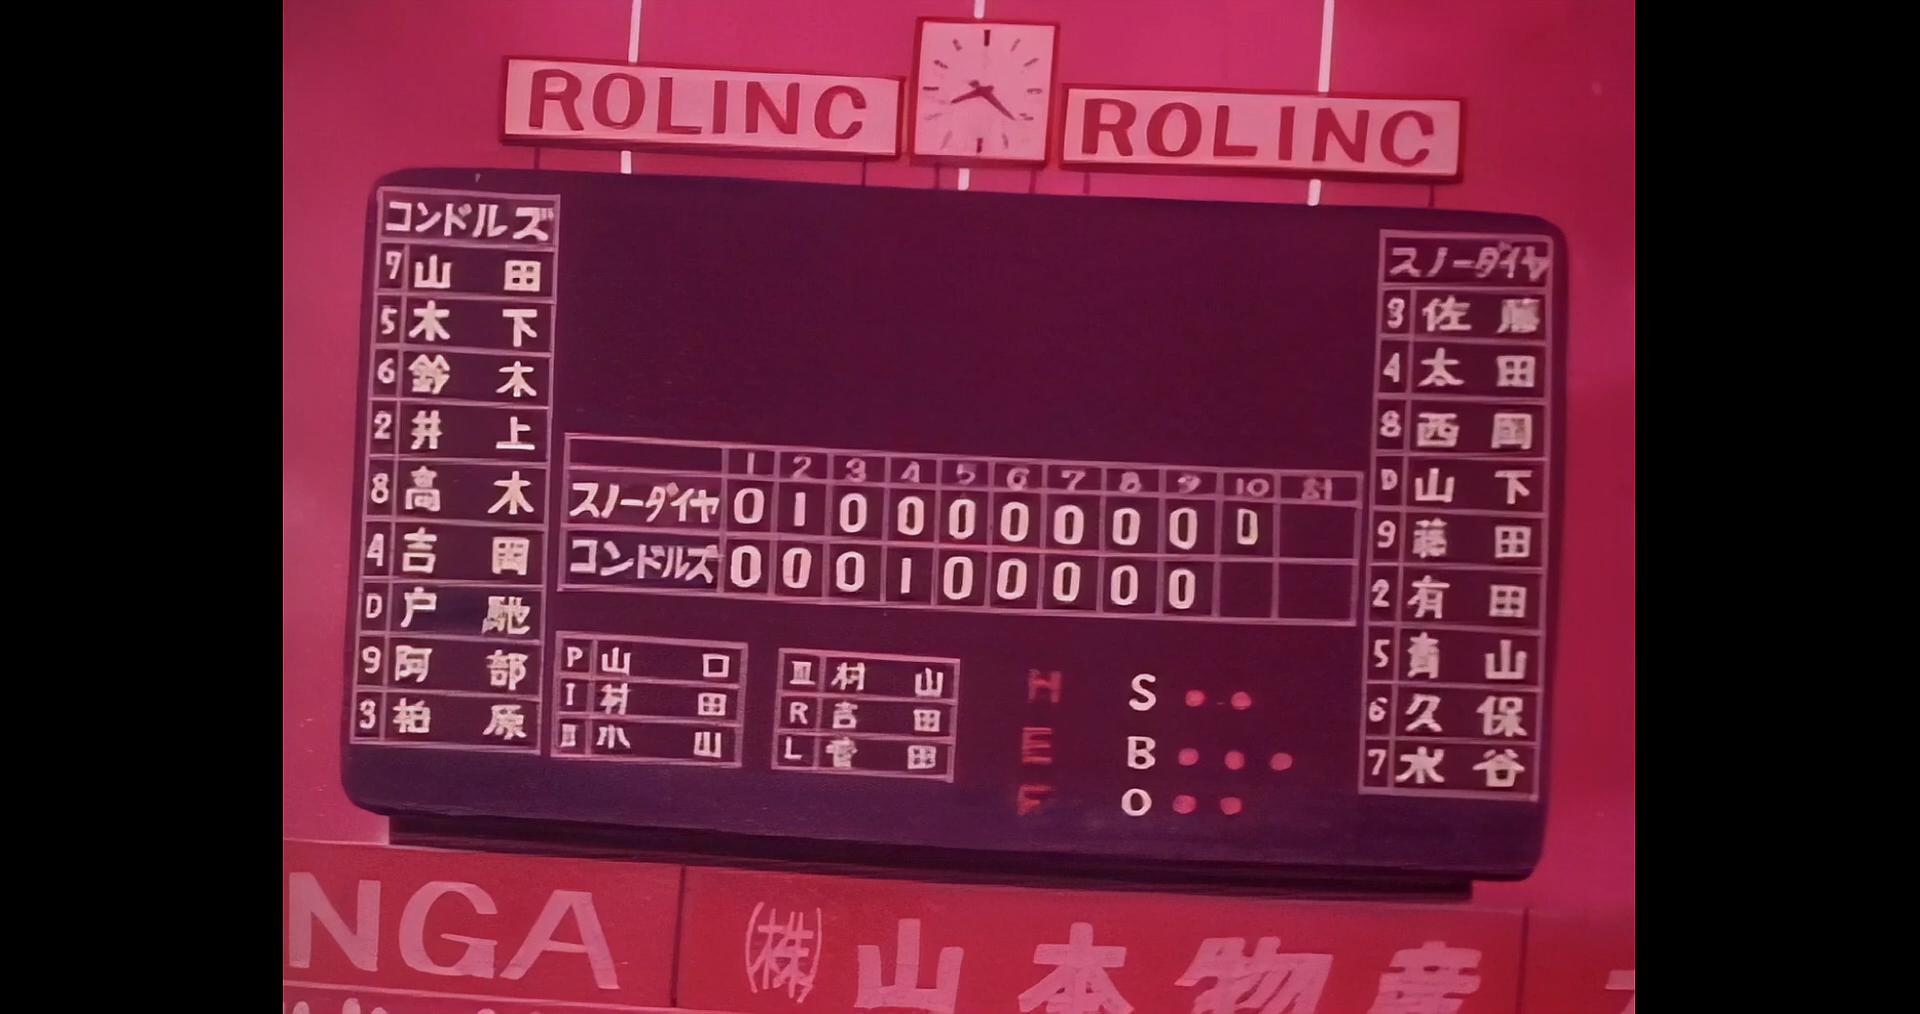 ROLINC
ROLINC
コンドルズ
7 山田
5 木下
6 鈴木
2 井上
8 高木
4 吉岡
D 戸馳
9 阿部
3 柏原
1 2 3 4 5 6 7 8 9 10 計
スノーダイヤ 0 1 0 0 0 0 0 0 0 0
コンドルズ 0 0 0 1 0 0 0 0 0
P 山口
I 村田
II 小山
III 村山
R 吉田
L 菅田
H
E
F
S
B
O
スノーダイヤ
3 佐藤
4 太田
8 西岡
D 山下
9 藤田
2 有田
5 青山
6 久保
7 水谷
NGA
(株)山本物産